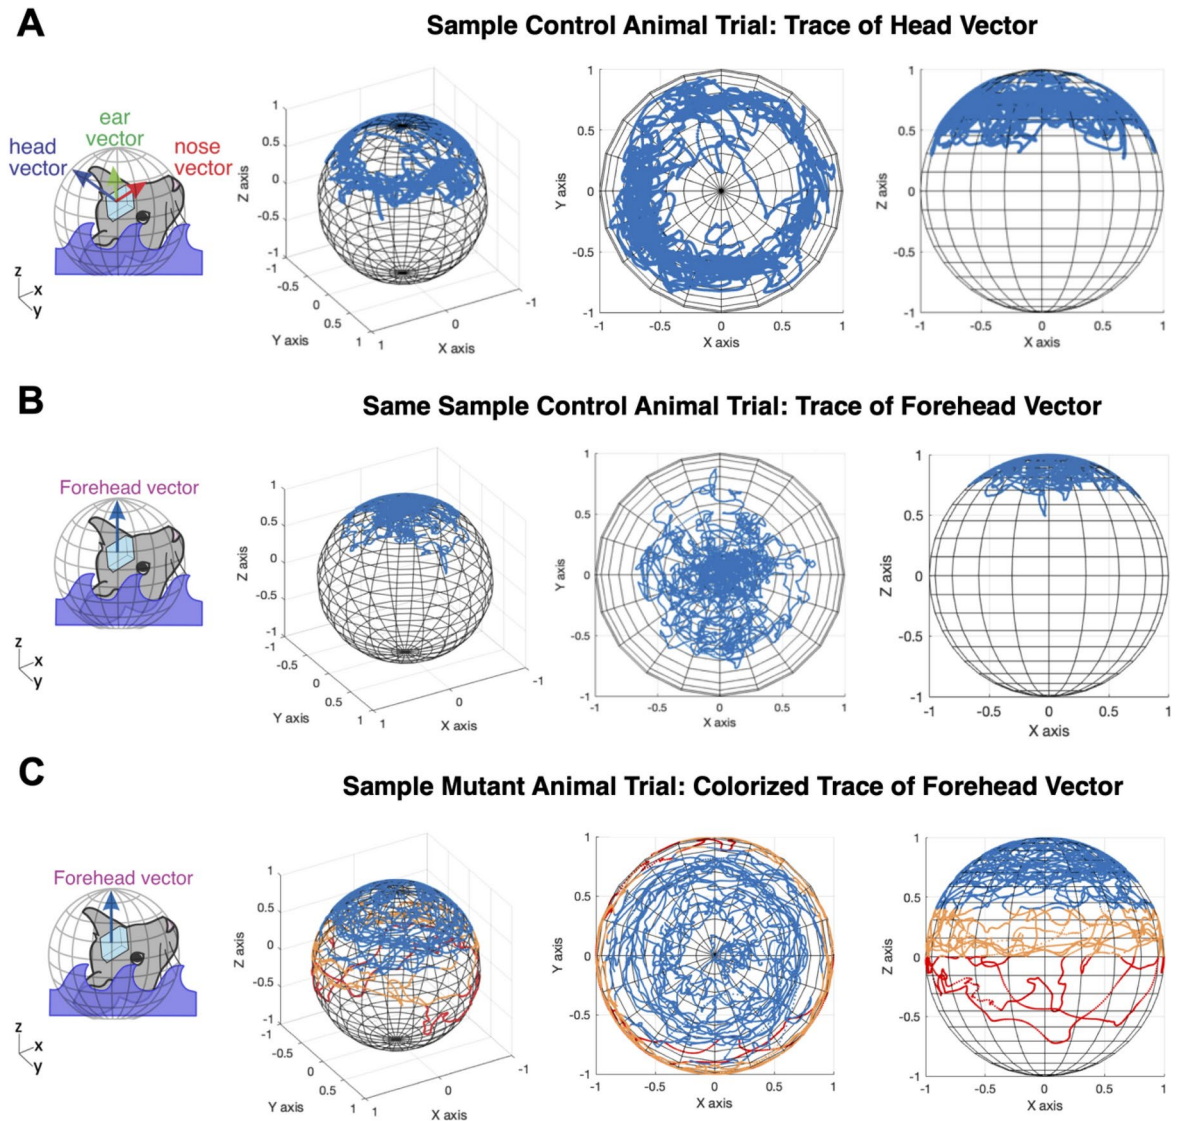 A
Sample Control Animal Trial: Trace of Head Vector
ear
vector
head
vector
nose
vector
z
x
y
1
0.5
0
-0.5
-1
Z axis
-1
-0.5
0
0.5
1
Y axis
1
0
-1
X axis
1
0.5
0
-0.5
-1
Y axis
-1
-0.5
0
0.5
1
X axis
1
0.5
0
-0.5
-1
Z axis
-1
-0.5
0
0.5
1
X axis
B
Same Sample Control Animal Trial: Trace of Forehead Vector
Forehead vector
z
x
y
1
0.5
0
-0.5
-1
Z axis
-1
-0.5
0
0.5
1
Y axis
1
0
-1
X axis
1
0.5
0
-0.5
-1
Y axis
-1
-0.5
0
0.5
1
X axis
1
0.5
0
-0.5
-1
Z axis
-1
-0.5
0
0.5
1
X axis
C
Sample Mutant Animal Trial: Colorized Trace of Forehead Vector
Forehead vector
z
x
y
1
0.5
0
-0.5
-1
Z axis
-1
-0.5
0
0.5
1
Y axis
1
0
-1
X axis
1
0.5
0
-0.5
-1
Y axis
-1
-0.5
0
0.5
1
X axis
1
0.5
0
-0.5
-1
Z axis
-1
-0.5
0
0.5
1
X axis